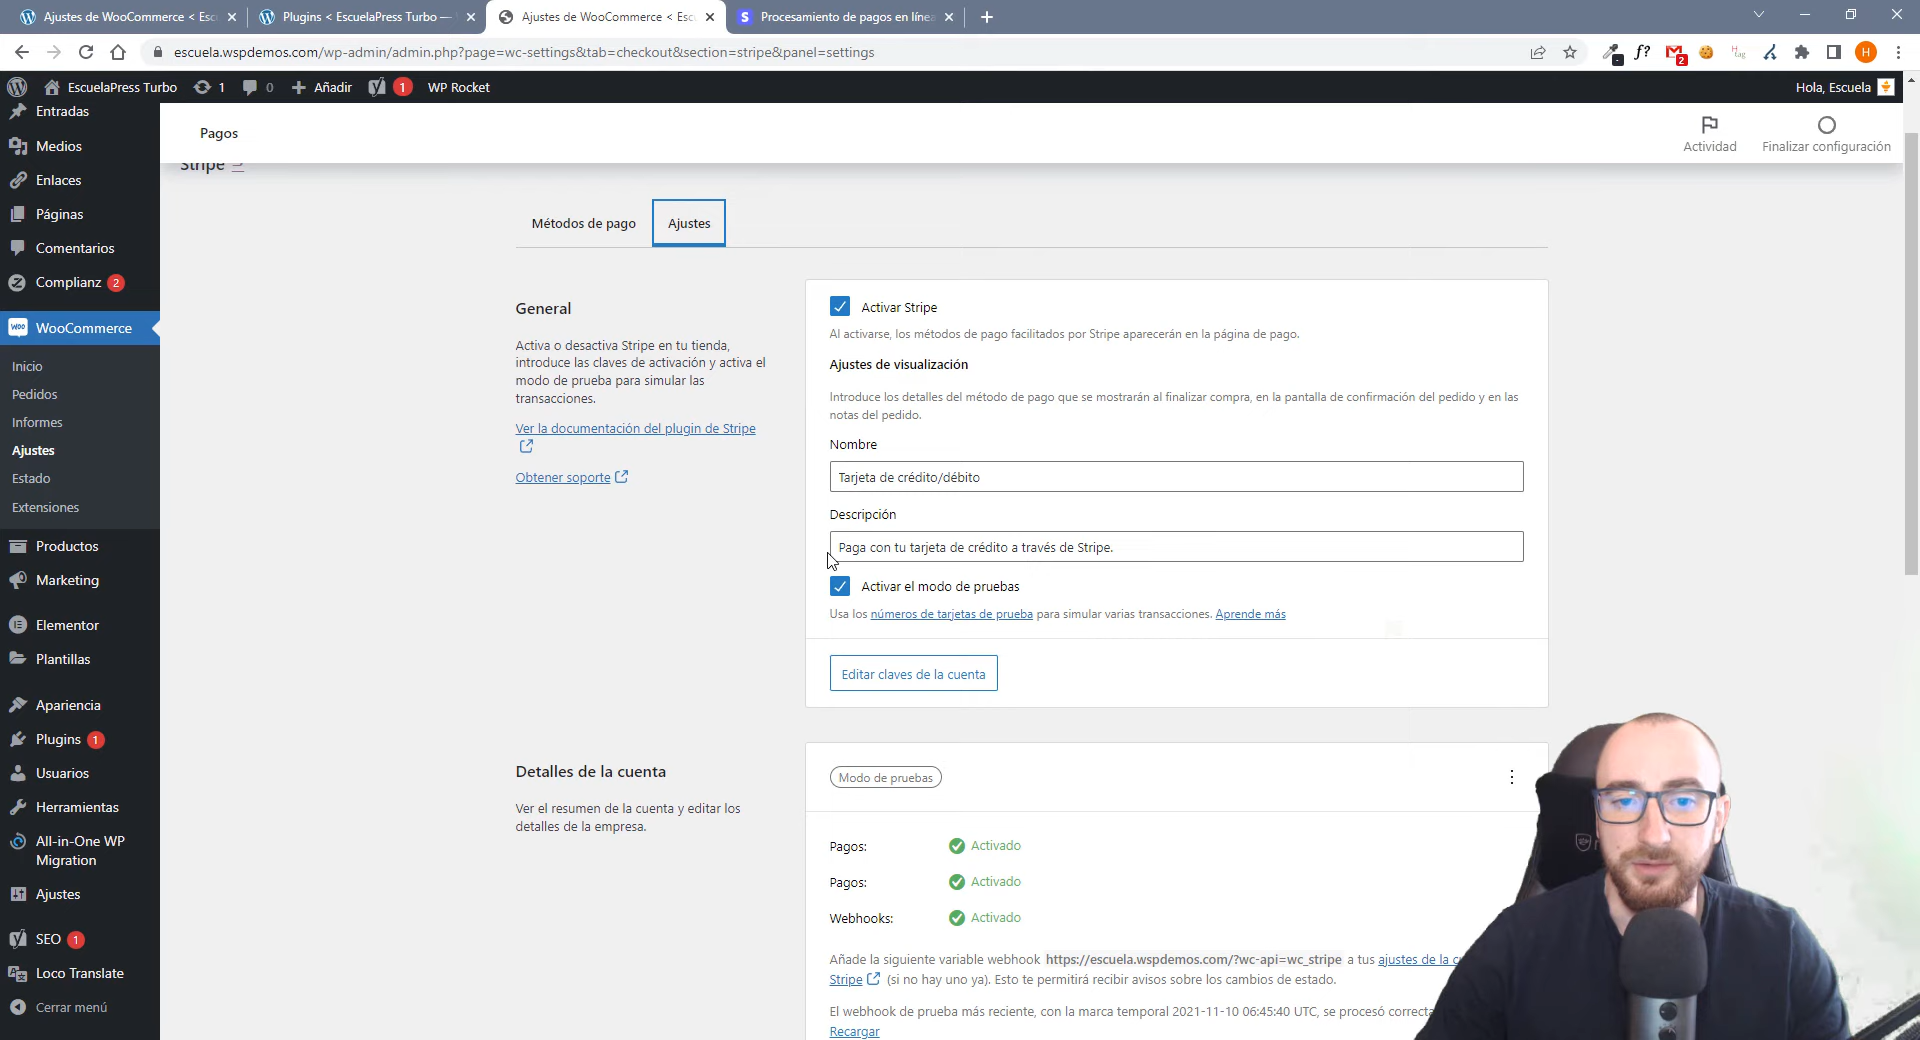 Ajustes de WooCommerce < Esc
Plugins < EscuelaPress Turbo —
Ajustes de WooCommerce < Esc
Procesamiento de pagos en línea
escuela.wspdemos.com/wp-admin/admin.php?page=wc-settings&tab=checkout&section=stripe&panel=settings
f?
2
H
EscuelaPress Turbo
1
0
Añadir
1
WP Rocket
Hola, Escuela
Entradas
Medios
Enlaces
Páginas
Comentarios
Complianz 2
WooCommerce
Inicio
Pedidos
Informes
Ajustes
Estado
Extensiones
Productos
Marketing
Elementor
Plantillas
Apariencia
Plugins 1
Usuarios
Herramientas
All-in-One WP
Migration
Ajustes
SEO 1
Loco Translate
Cerrar menú
Pagos
Actividad
Finalizar configuración
Stripe
Métodos de pago
Ajustes
General
Activa o desactiva Stripe en tu tienda,
introduce las claves de activación y activa el
modo de prueba para simular las
transacciones.
Ver la documentación del plugin de Stripe
Obtener soporte
Activar Stripe
Al activarse, los métodos de pago facilitados por Stripe aparecerán en la página de pago.
Ajustes de visualización
Introduce los detalles del método de pago que se mostrarán al finalizar compra, en la pantalla de confirmación del pedido y en las
notas del pedido.
Nombre
Tarjeta de crédito/débito
Descripción
Paga con tu tarjeta de crédito a través de Stripe.
Activar el modo de pruebas
Usa los números de tarjetas de prueba para simular varias transacciones. Aprende más
Editar claves de la cuenta
Detalles de la cuenta
Ver el resumen de la cuenta y editar los
detalles de la empresa.
Modo de pruebas
Pagos: Activado
Pagos: Activado
Webhooks: Activado
Añade la siguiente variable webhook https://escuela.wspdemos.com/?wc-api=wc_stripe a tus ajustes de la c
Stripe (si no hay uno ya). Esto te permitirá recibir avisos sobre los cambios de estado.
El webhook de prueba más reciente, con la marca temporal 2021-11-10 06:45:40 UTC, se procesó correcta
Recargar